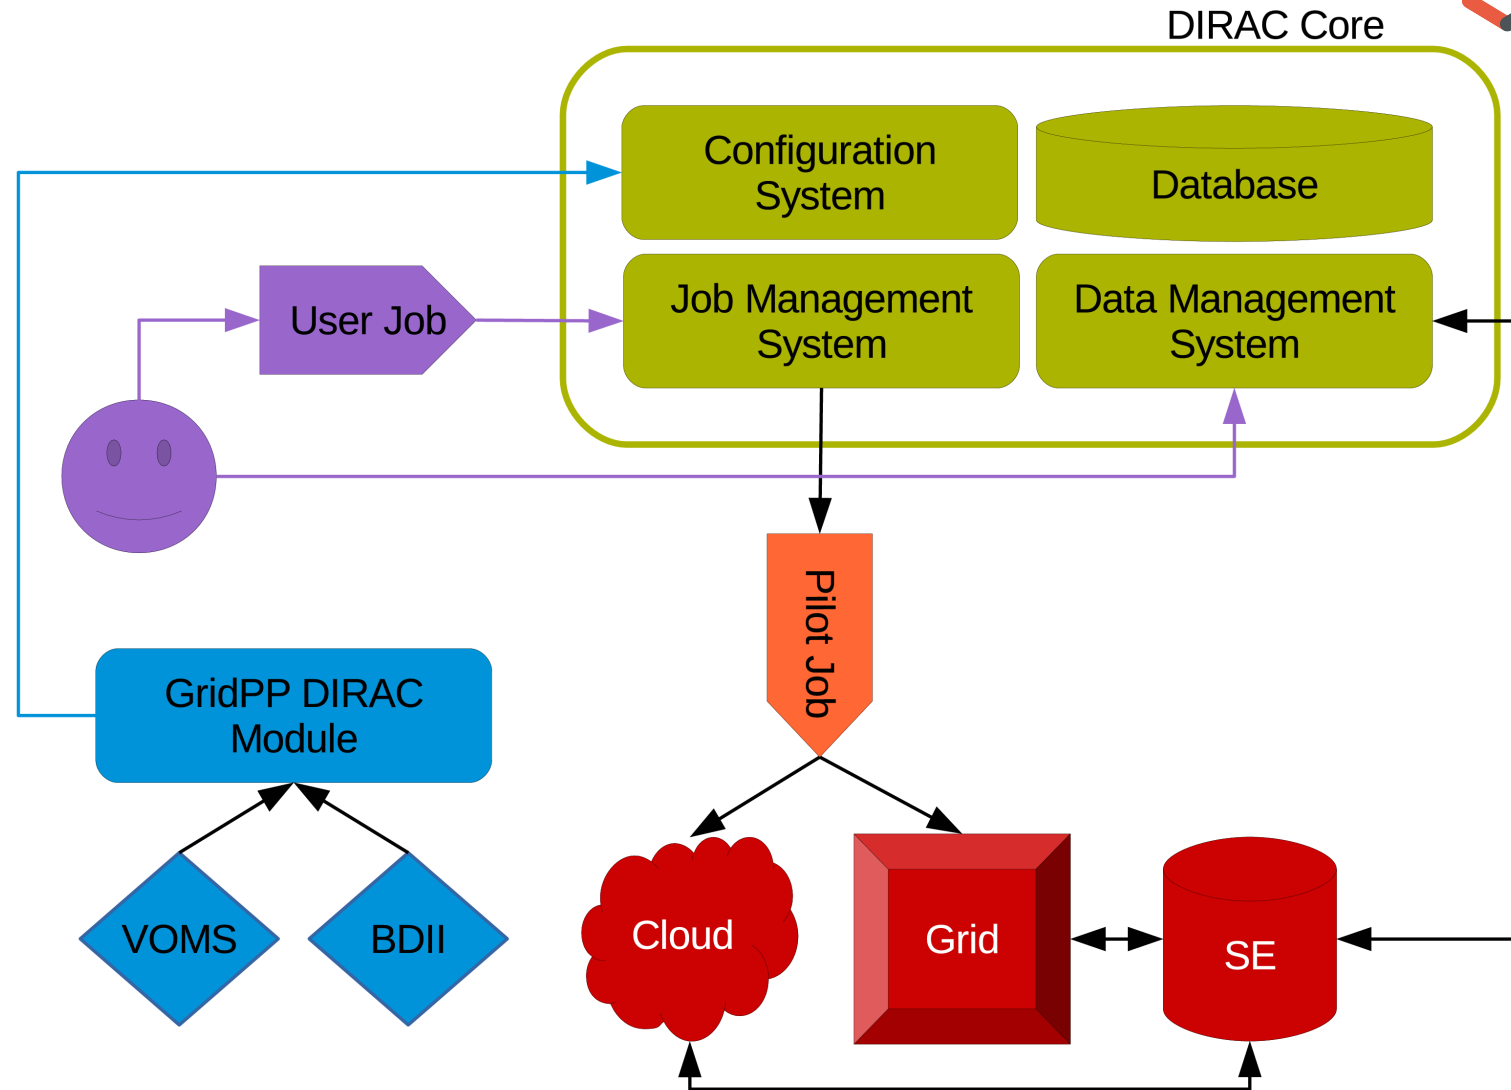 DIRAC Core
Configuration
System
Database
User Job
Job Management
System
Data Management
System
Pilot Job
GridPP DIRAC
Module
VOMS
BDII
Cloud
Grid
SE